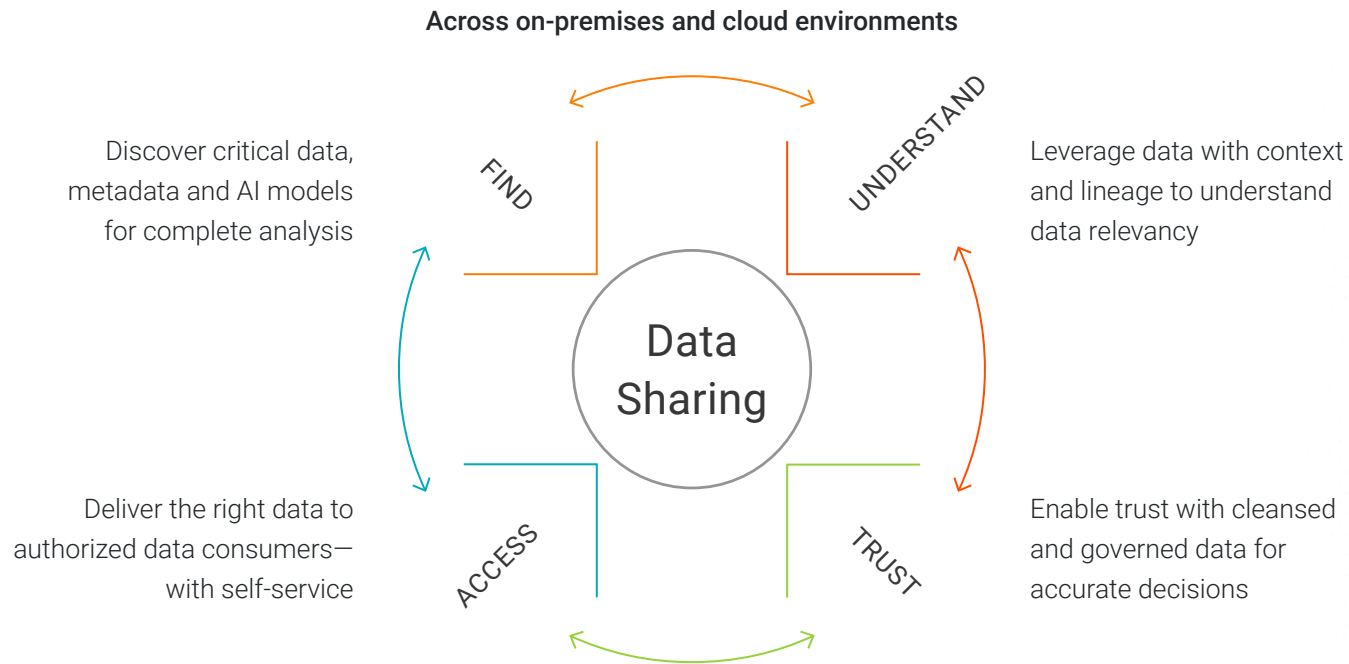 Across on-premises and cloud environments
Discover critical data,
metadata and AI models
for complete analysis
FIND
UNDERSTAND
Leverage data with context
and lineage to understand
data relevancy
Data
Sharing
Deliver the right data to
authorized data consumers—
with self-service
ACCESS
TRUST
Enable trust with cleansed
and governed data for
accurate decisions